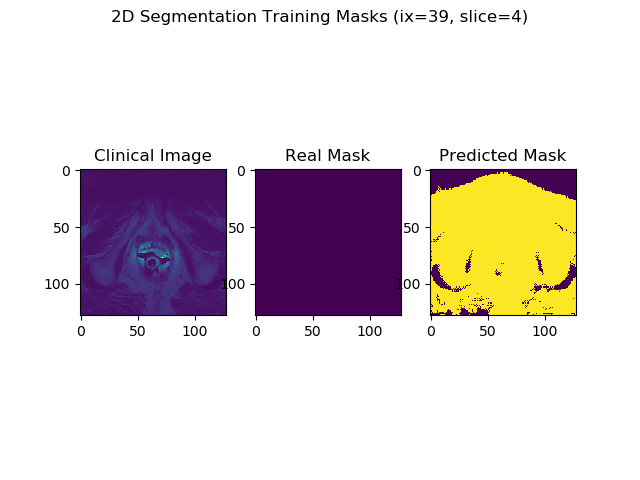 2D Segmentation Training Masks (ix=39, slice=4)
Clinical Image Real Mask Predicted Mask
0 0 0
50 50 50
100 100 100
0 50 100 0 50 100 0 50 100